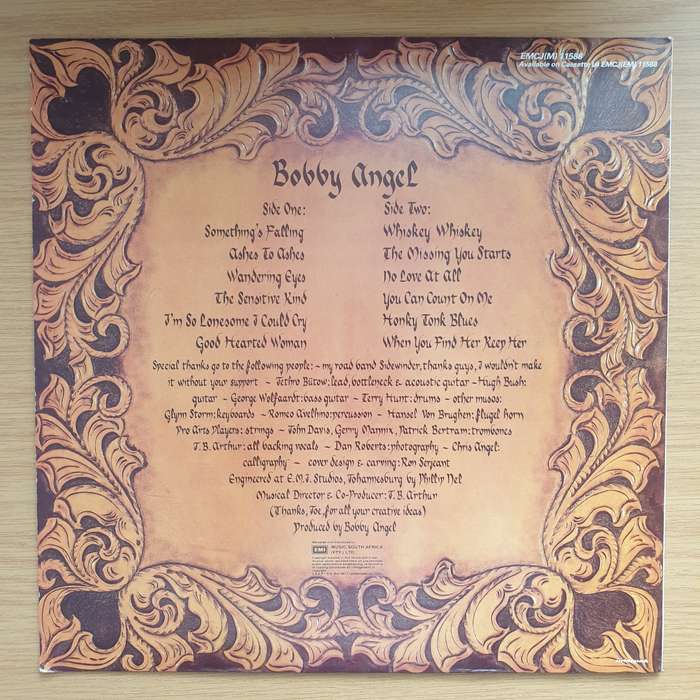 EMCJ(M) 11588
Available on Cassette L4 EMCJ(EM) 11588
Bobby Angel
Side One:
Something's Falling
Ashes To Ashes
Wandering Eyes
The Sensitive Kind
I'm So Lonesome I Could Cry
Good Hearted Woman
Side Two:
Whiskey Whiskey
The Missing You Starts
No Love At All
You Can Count On Me
Honky Tonk Blues
When You Find Her Keep Her
Special thanks go to the following people:~ my road band Sidewinder, thanks guys, I wouldn't make
it without your support ~ Jethro Bütow: lead, bottleneck & acoustic guitar ~ Hugh Bush:
guitar ~ George Wolfaardt: bass guitar ~ Terry Hunt: drums ~ other musos:
Glynn Storm: keyboards ~ Romeo Avelhino: percussion ~ Hansel Von Brughen: flugel horn
Pro Arts Players: strings ~ Tom Davis, Gerry Mannix, Patrick Bertram: trombones
J.B. Arthur: all backing vocals ~ Dan Roberts: photography ~ Chris Angel:
calligraphy ~ cover design & carving: Ron Serjeant
Engineered at E.M.I. Studios, Johannesburg by Phillip Nel
Musical Director & Co-Producer: J.B. Arthur
(Thanks, Joe, for all your creative ideas)
Produced by Bobby Angel
EMI
MUSIC SOUTH AFRICA
(PTY.) LTD.